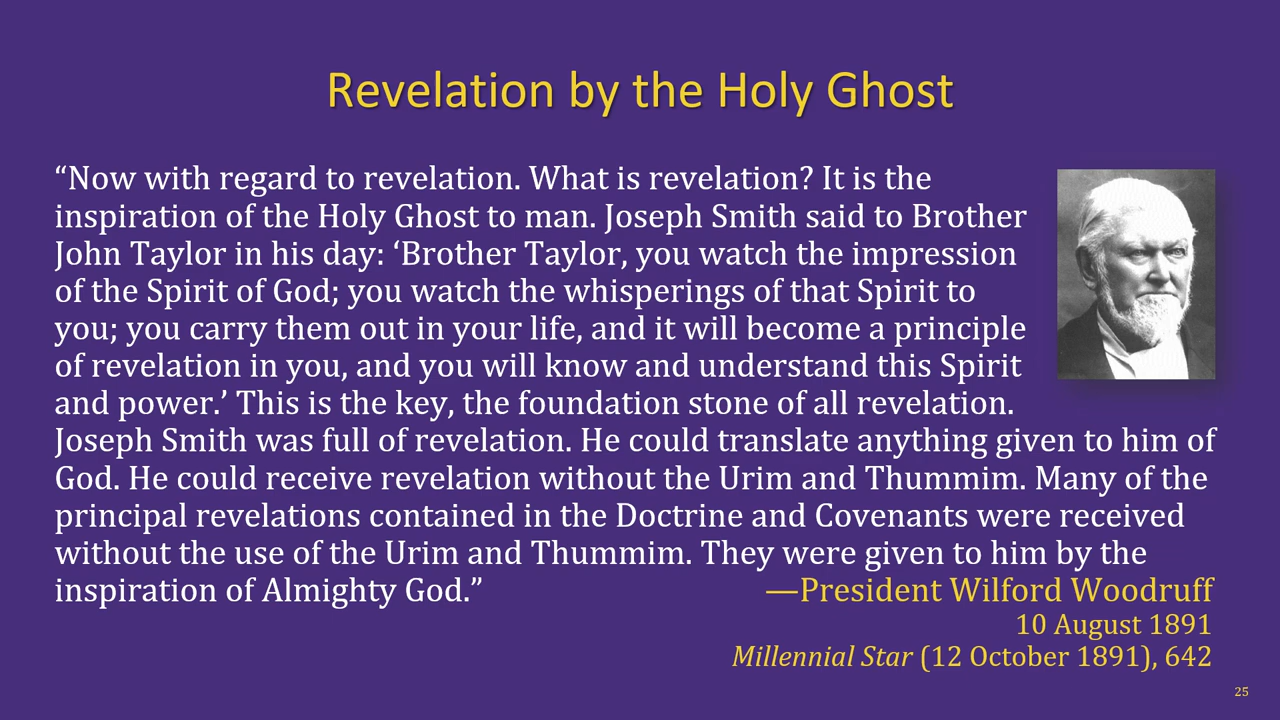 Revelation by the Holy Ghost
“Now with regard to revelation. What is revelation? It is the
inspiration of the Holy Ghost to man. Joseph Smith said to Brother
John Taylor in his day: ‘Brother Taylor, you watch the impression
of the Spirit of God; you watch the whisperings of that Spirit to
you; you carry them out in your life, and it will become a principle
of revelation in you, and you will know and understand this Spirit
and power.’ This is the key, the foundation stone of all revelation.
Joseph Smith was full of revelation. He could translate anything given to him of
God. He could receive revelation without the Urim and Thummim. Many of the
principal revelations contained in the Doctrine and Covenants were received
without the use of the Urim and Thummim. They were given to him by the
inspiration of Almighty God.” —President Wilford Woodruff
10 August 1891
Millennial Star (12 October 1891), 642
25